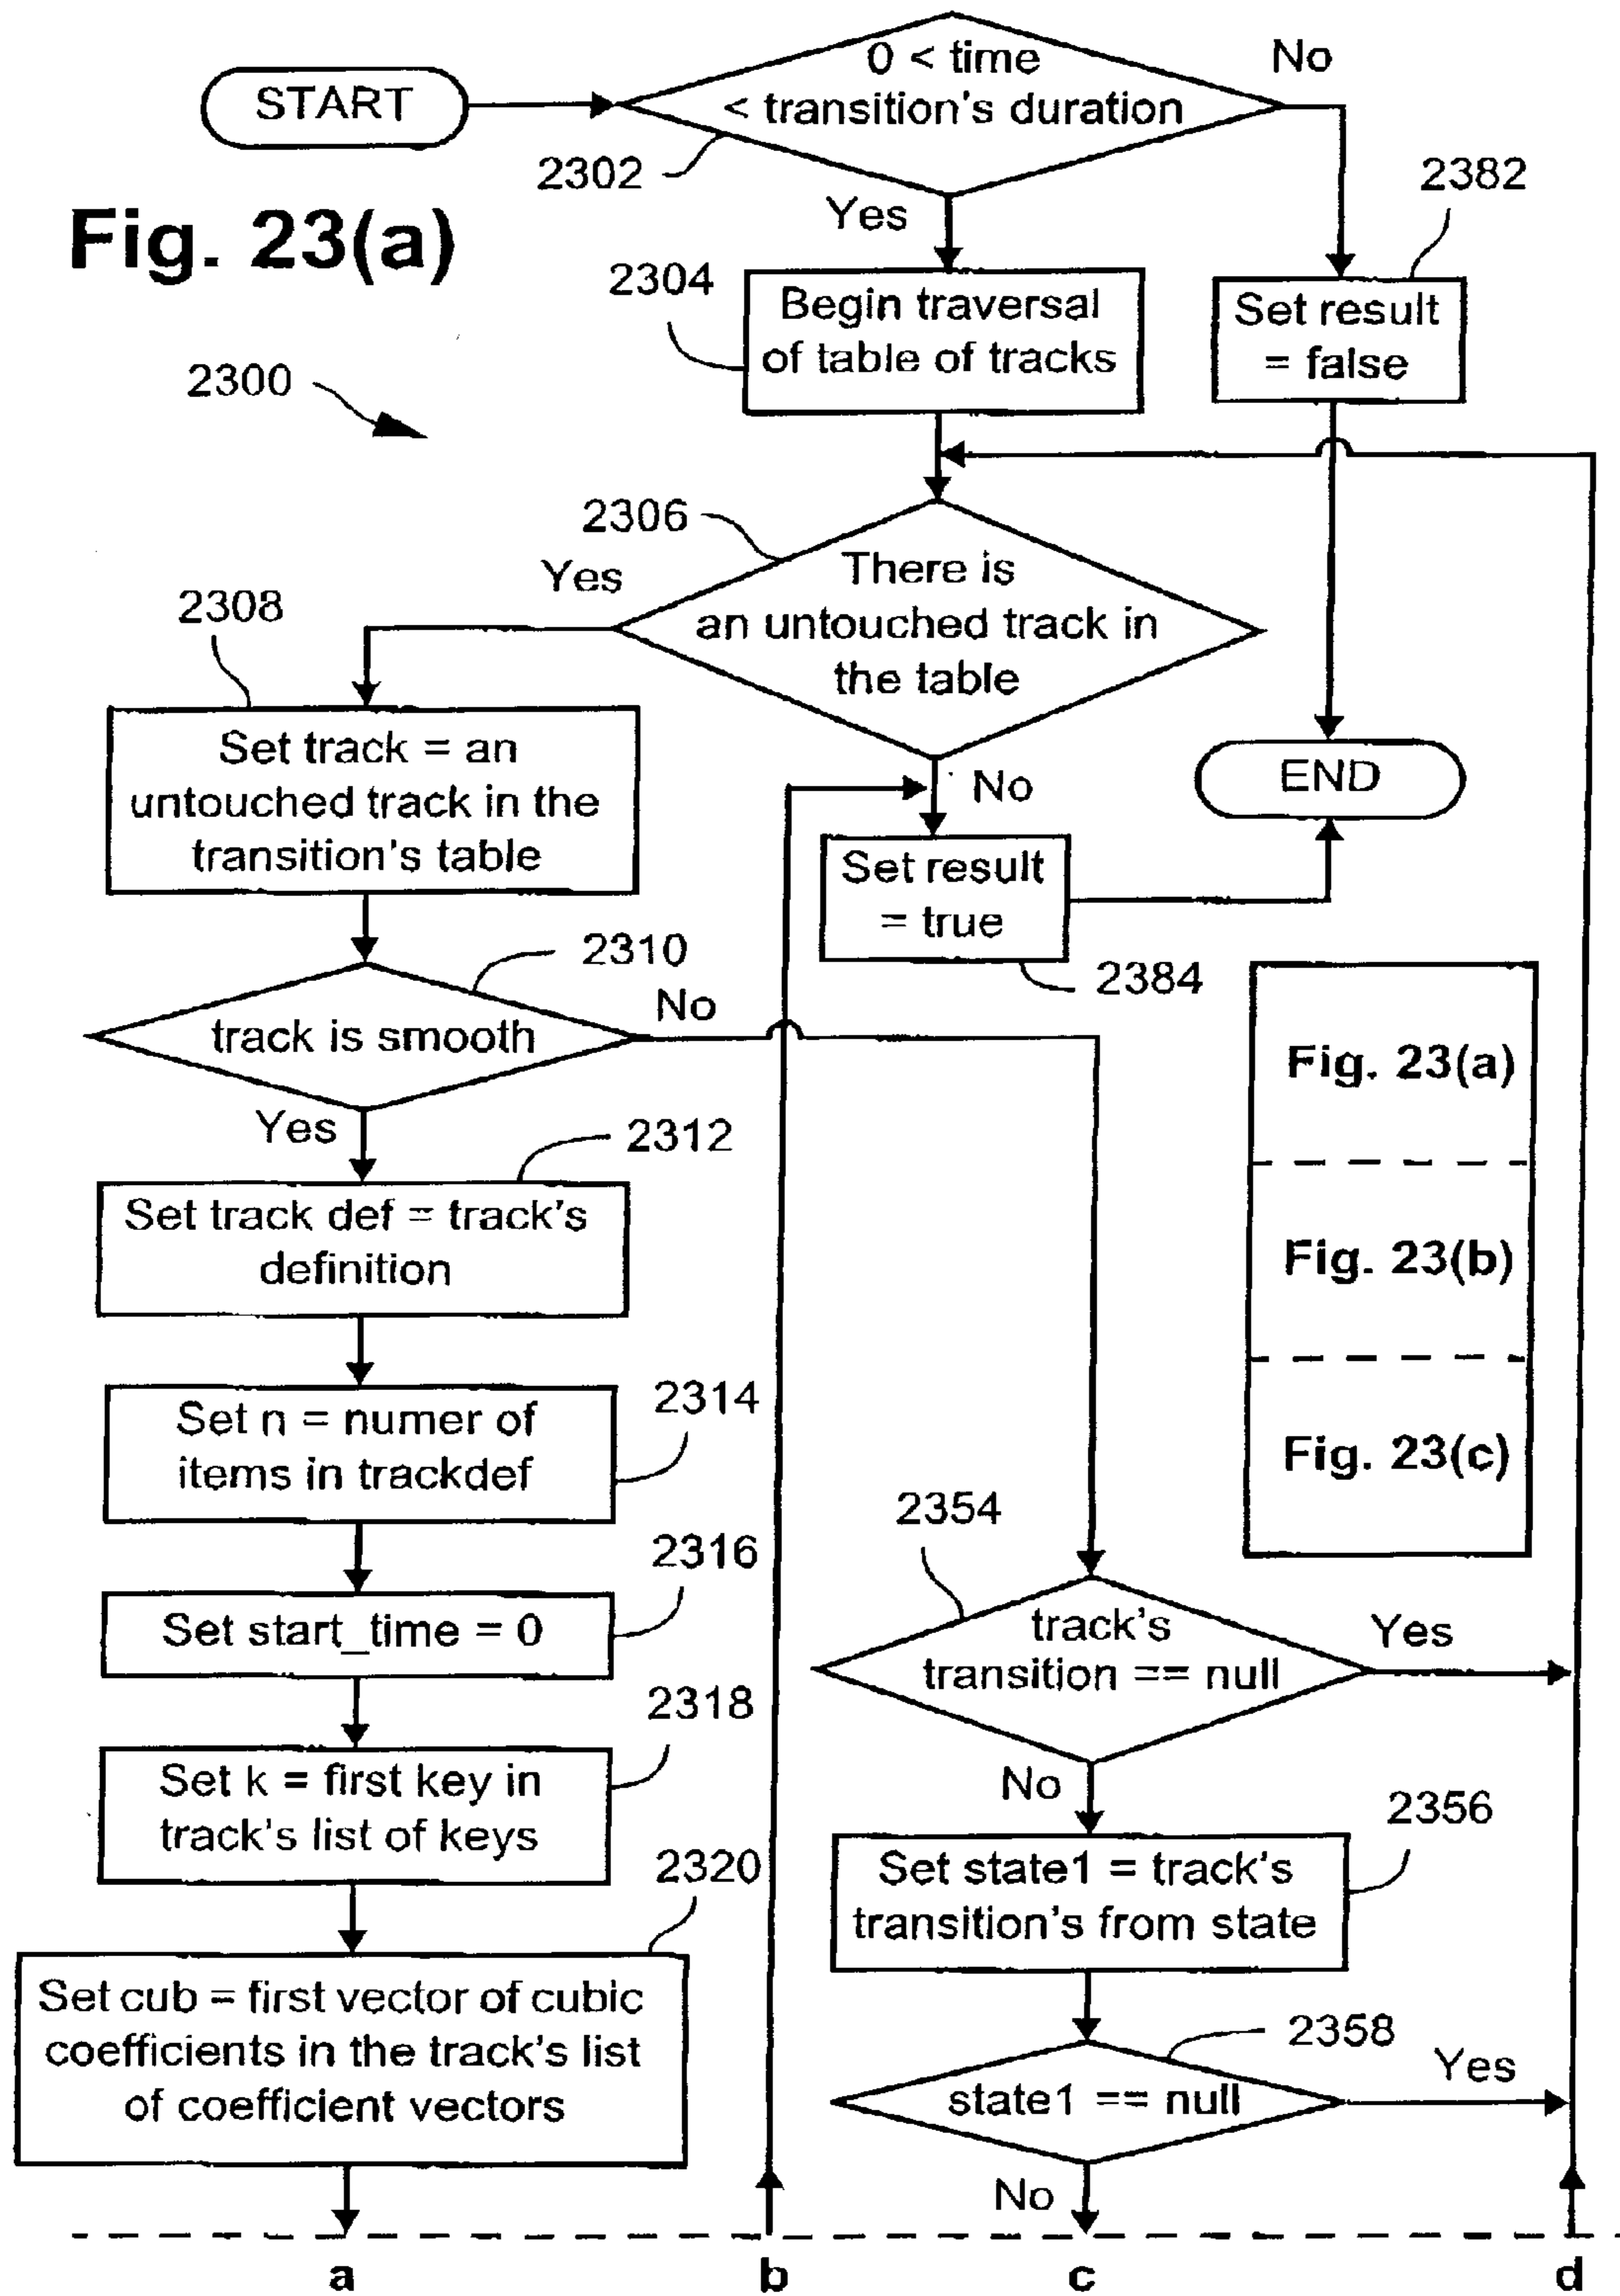 START
0 < time
< transition's duration
No
2302
Yes
2382
Fig. 23(a)
2304
Begin traversal
of table of tracks
Set result
= false
2300
2306
Yes
There is
an untouched track in
the table
2308
Set track = an
untouched track in the
transition's table
No
END
Set result
= true
2384
2310
No
track is smooth
Yes
2312
Fig. 23(a)
Set track def = track's
definition
Fig. 23(b)
2314
Set n = numer of
items in trackdef
Fig. 23(c)
2354
2316
Set start_time = 0
track's
transition == null
Yes
2318
Set k = first key in
track's list of keys
No
2356
2320
Set state1 = track's
transition's from state
Set cub = first vector of cubic
coefficients in the track's list
of coefficient vectors
2358
state1 == null
Yes
No
a
b
c
d